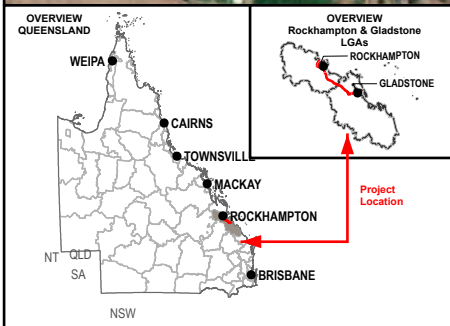 OVERVIEW
QUEENSLAND
WEIPA
CAIRNS
TOWNSVILLE
MACKAY
ROCKHAMPTON
BRISBANE
NT
QLD
SA
NSW
OVERVIEW
Rockhampton & Gladstone
LGAs
ROCKHAMPTON
GLADSTONE
Project
Location